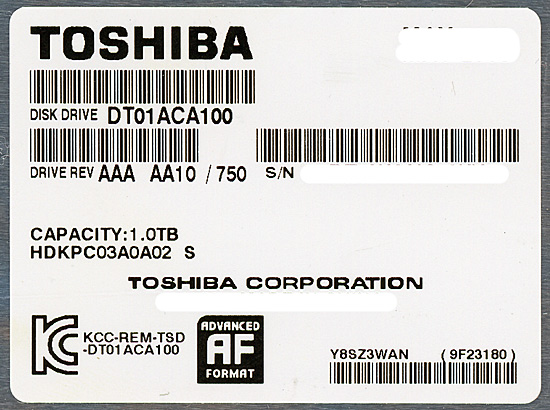 TOSHIBA
DISK DRIVE DT01ACA100
DRIVE REV AAA AA10 / 750 S/N
CAPACITY:1.0TB
HDKPC03A0A02 S
TOSHIBA CORPORATION
KCC-REM-TSD
-DT01ACA100
ADVANCED
AF
FORMAT
Y8SZ3WAN (9F23180)